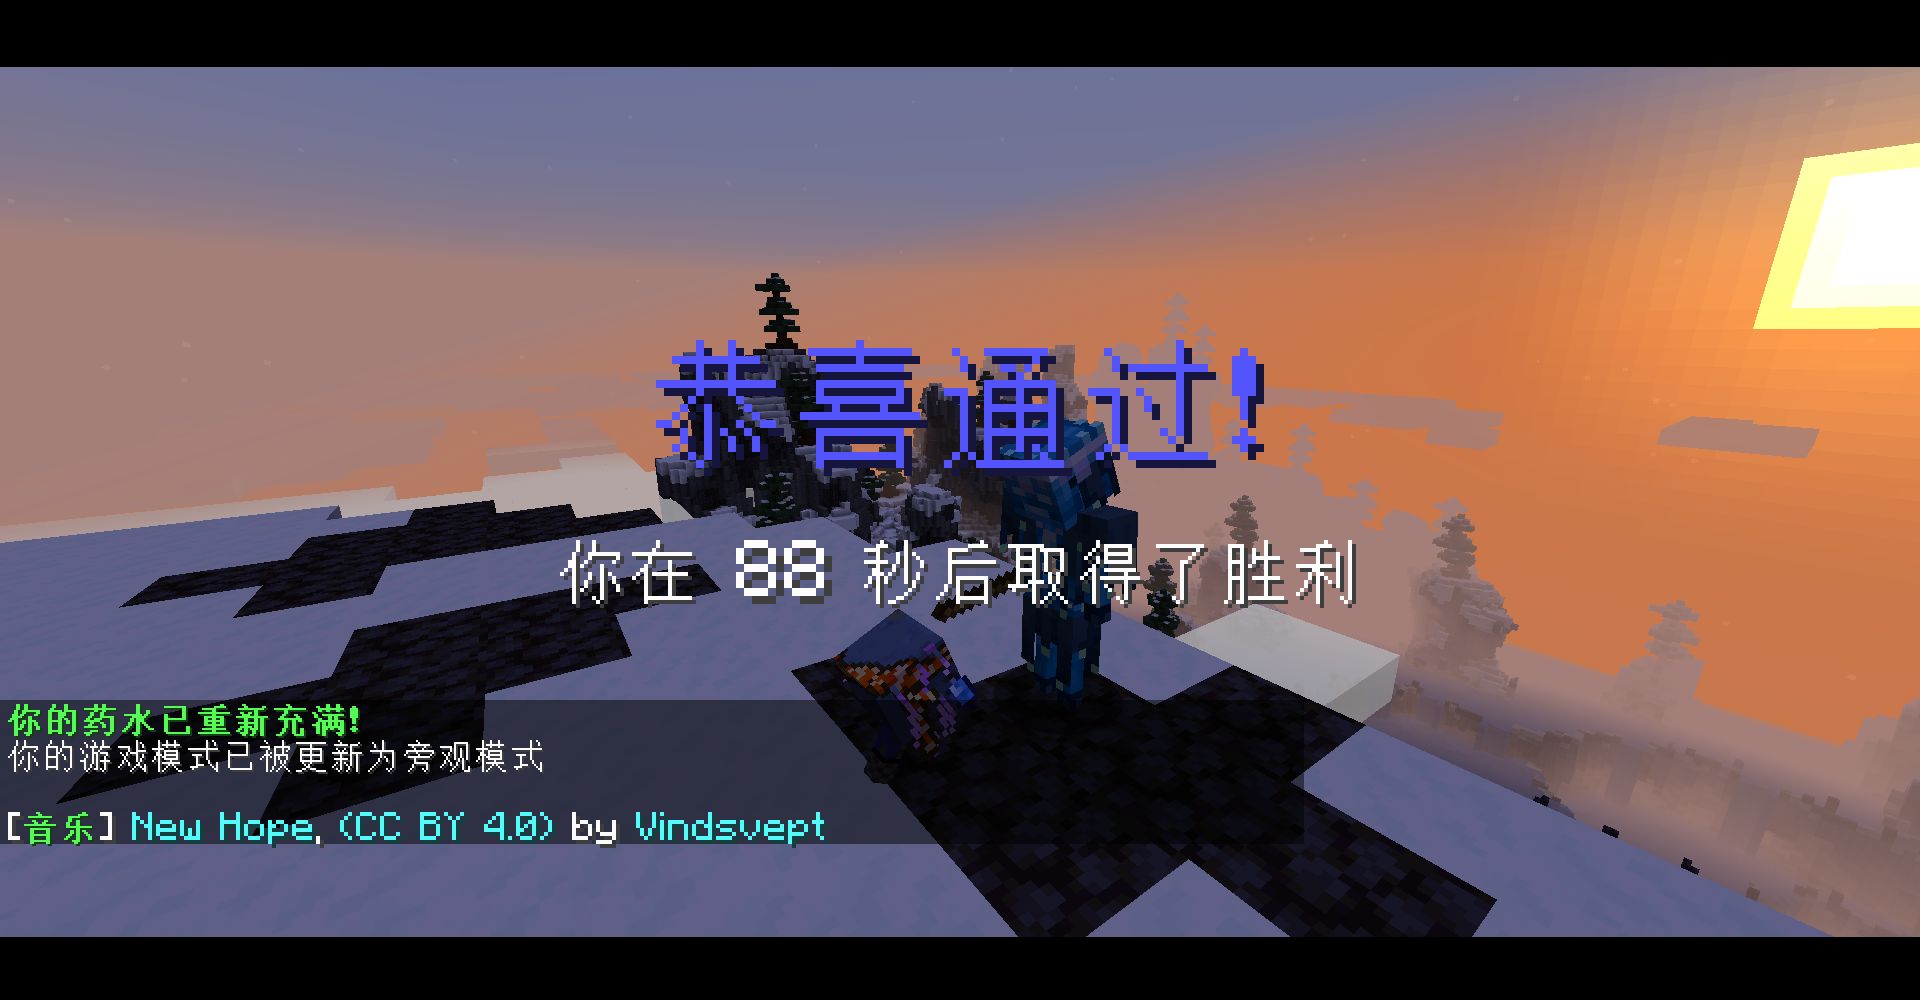 恭喜通过!
你在 88 秒后取得了胜利
你的药水已重新充满!
你的游戏模式已被更新为旁观模式
[音乐] New Hope, (CC BY 4.0) by Vindsvept